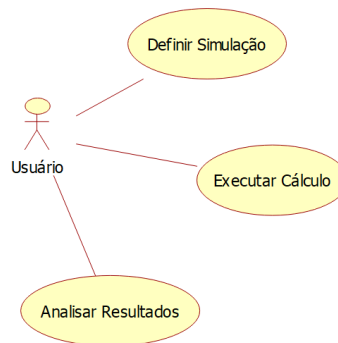 Definir Simulação
Usuário
Executar Cálculo
Analisar Resultados